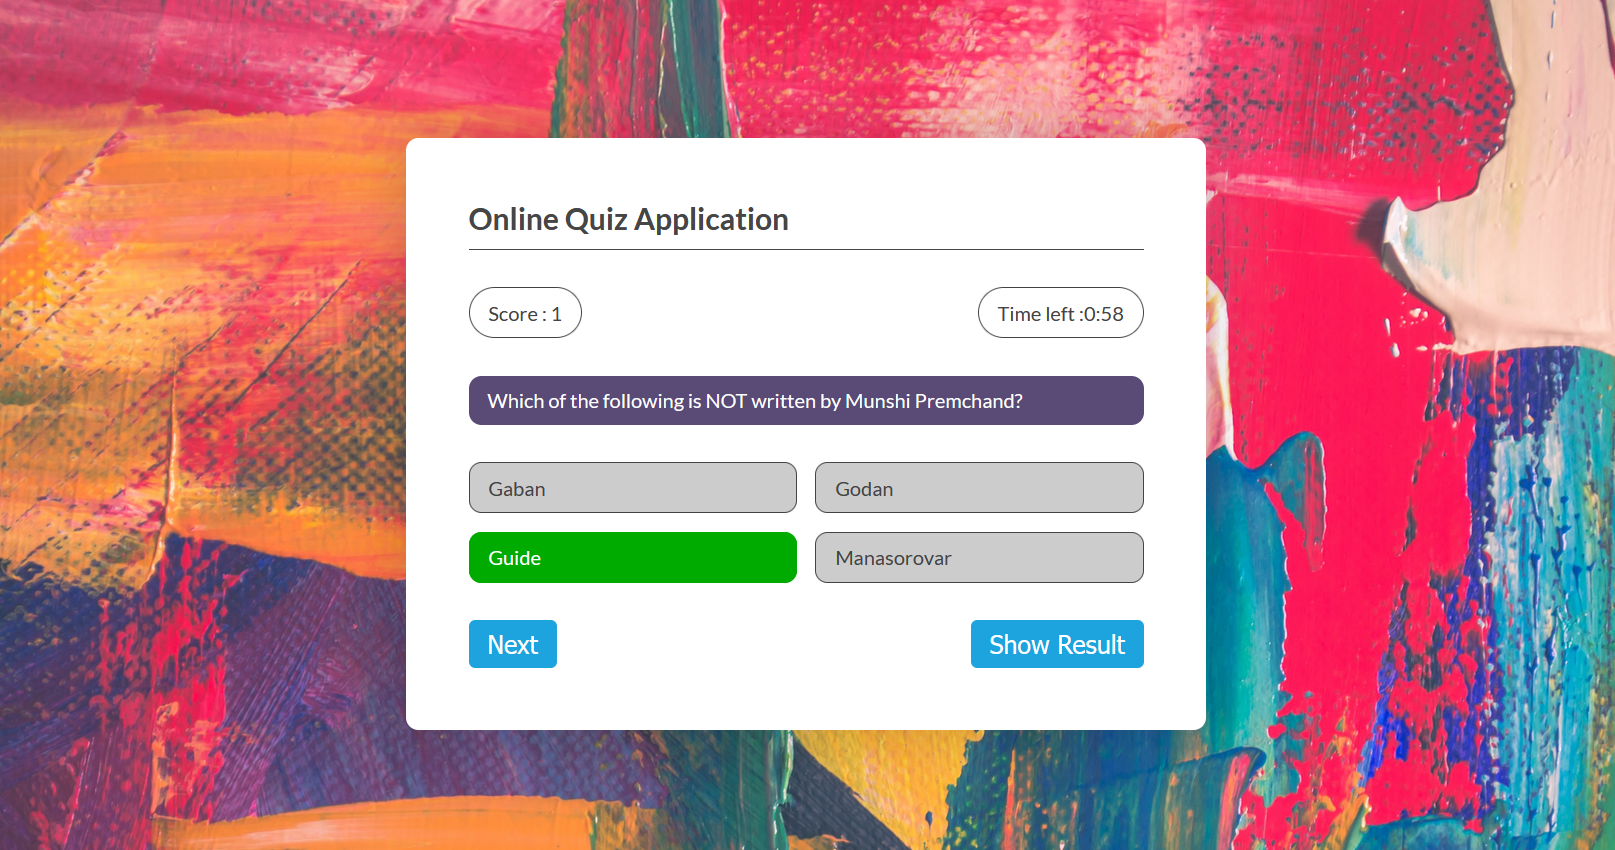 Online Quiz Application
Score : 1
Time left :0:58
Which of the following is NOT written by Munshi Premchand?
Gaban
Godan
Guide
Manasorovar
Next
Show Result